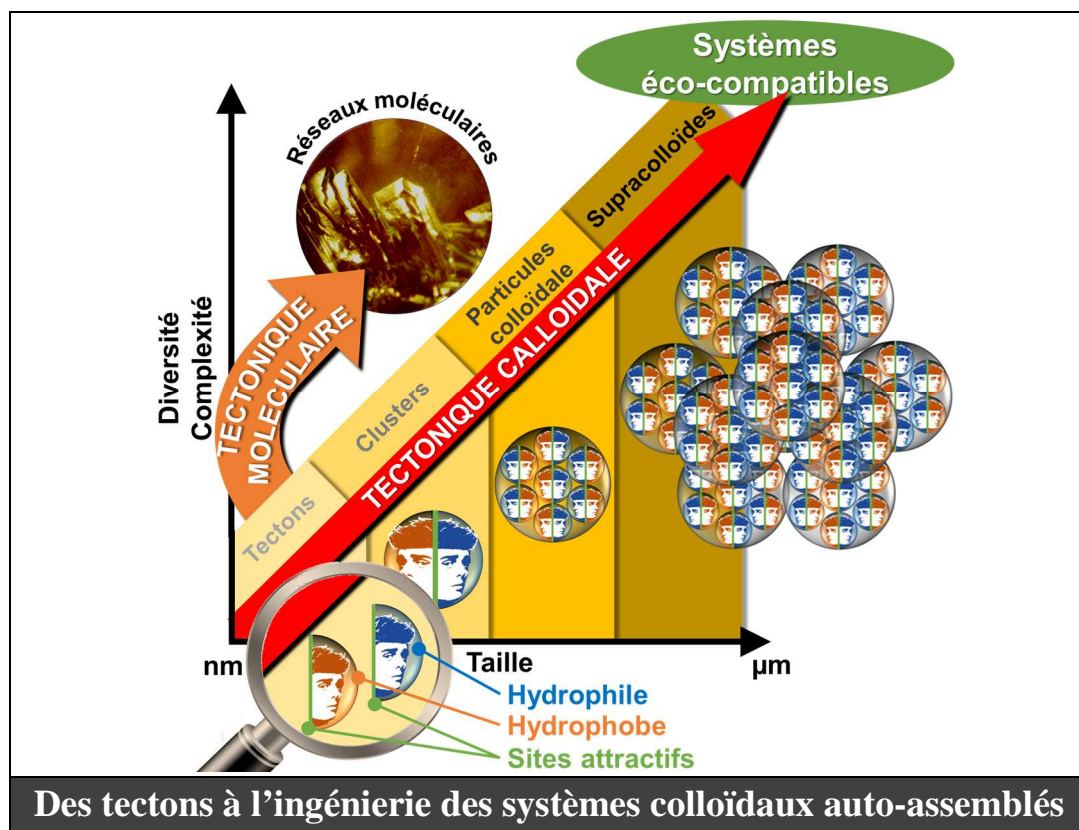 Systèmes
éco-compatibles
Réseaux moléculaires
Diversité
Complexité
TECTONIQUE
MOLECULAIRE
Tectons
Clusters
Particules
colloïdale
Supracolloïdes
TECTONIQUE CALLOIDALE
nm
Taille
µm
Hydrophile
Hydrophobe
Sites attractifs
Des tectons à l’ingénierie des systèmes colloïdaux auto-assemblés